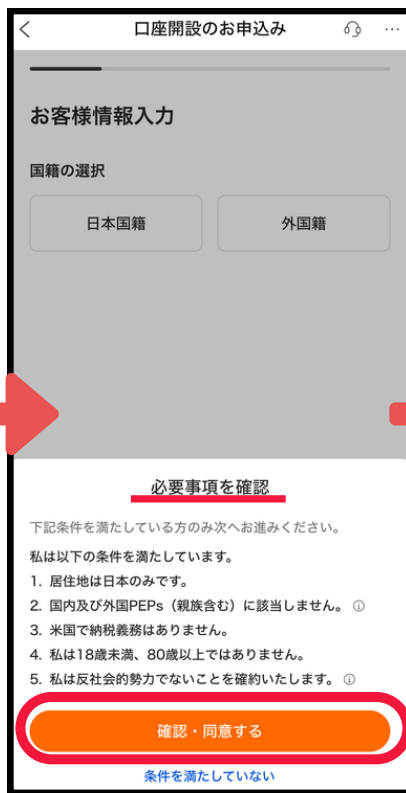 口座開設のお申込み
お客様情報入力
国籍の選択
日本国籍
外国籍
必要事項を確認
下記条件を満たしている方のみ次へお進みください。
私は以下の条件を満たしています。
1. 居住地は日本のみです。
2. 国内及び外国PEPs（親族含む）に該当しません。
3. 米国で納税義務はありません。
4. 私は18歳未満、80歳以上ではありません。
5. 私は反社会的勢力でないことを確約いたします。
確認・同意する
条件を満たしていない